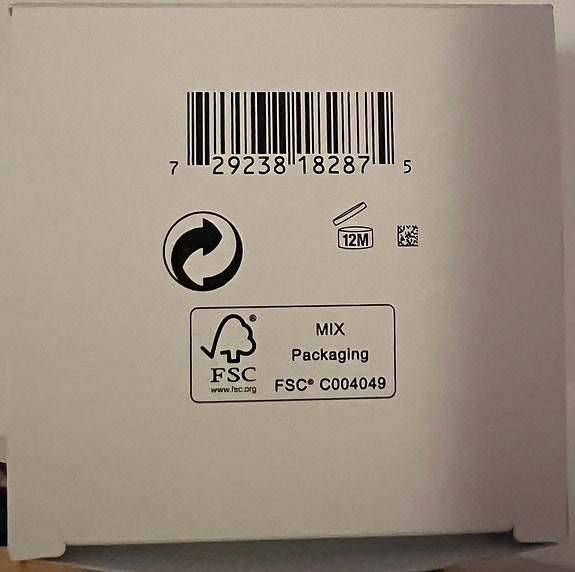 7 29238 18287 5
12M
MIX
Packaging
FSC® C004049
®
FSC
www.fsc.org